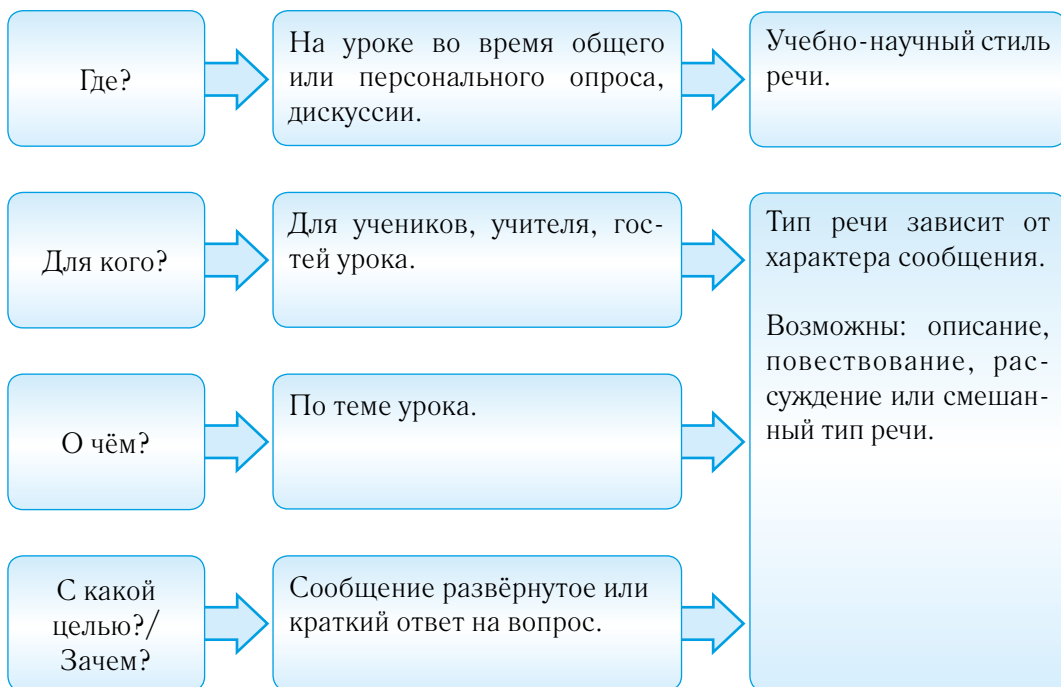 Где?
На уроке во время общего
или персонального опроса,
дискуссии.
Учебно-научный стиль
речи.
Для кого?
Для учеников, учителя, гос-
тей урока.
Тип речи зависит от
характера сообщения.
Возможны: описание,
повествование, рас-
суждение или смешан-
ный тип речи.
О чём?
По теме урока.
С какой
целью?/
Зачем?
Сообщение развёрнутое или
краткий ответ на вопрос.